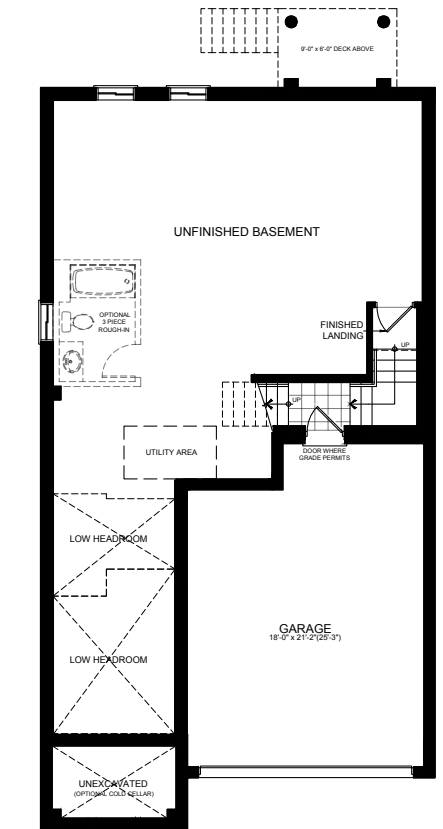 9'-0" x 6'-0" DECK ABOVE
UNFINISHED BASEMENT
OPTIONAL
3 PIECE
ROUGH-IN
FINISHED
LANDING
UP
UP
DOOR WHERE
GRADE PERMITS
UTILITY AREA
LOW HEADROOM
GARAGE
18'-0" x 21'-2"(25'-3")
LOW HEADROOM
UNEXCAVATED
(OPTIONAL COLD CELLAR)